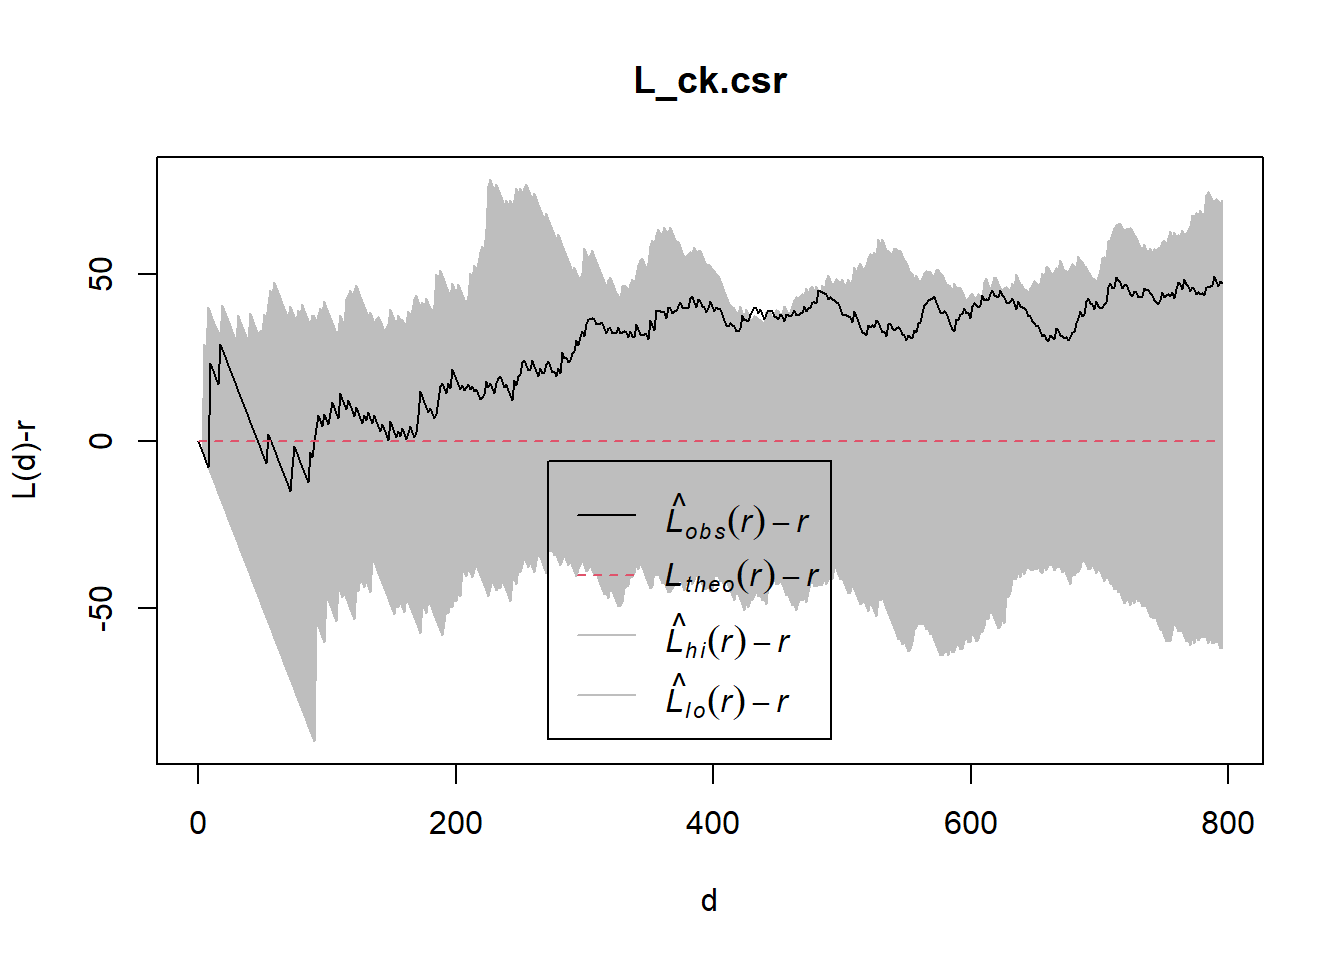 L_ck.csr
L(d)-r
50
0
-50
L̂obs(r) – r
Ltheo(r) – r
L̂hi(r) – r
L̂lo(r) – r
0 200 400 600 800
d